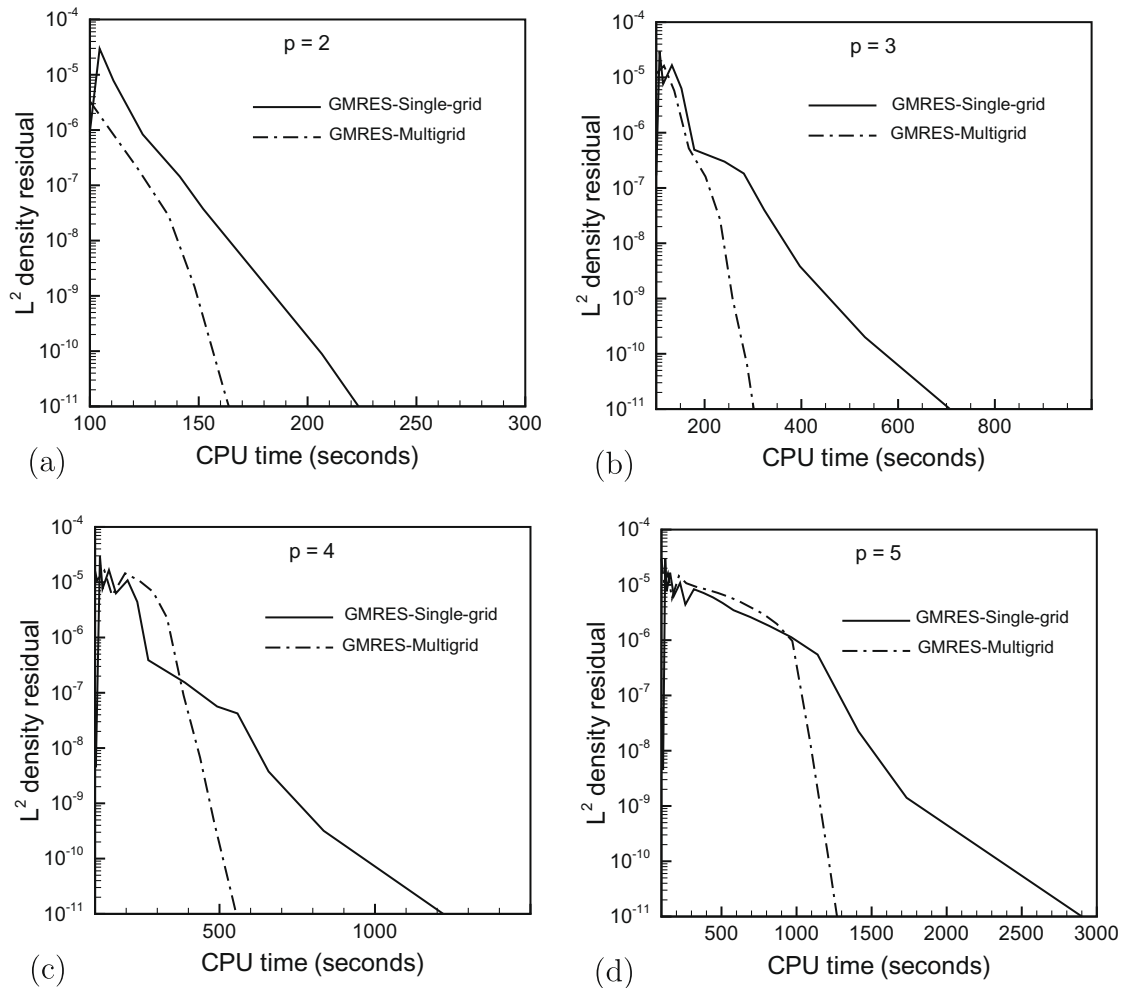 p = 2
GMRES-Single-grid
GMRES-Multigrid
L² density residual
10⁻⁴
10⁻⁵
10⁻⁶
10⁻⁷
10⁻⁸
10⁻⁹
10⁻¹⁰
10⁻¹¹
100 150 200 250 300
CPU time (seconds)
(a)
p = 3
GMRES-Single-grid
GMRES-Multigrid
L² density residual
10⁻⁴
10⁻⁵
10⁻⁶
10⁻⁷
10⁻⁸
10⁻⁹
10⁻¹⁰
10⁻¹¹
200 400 600 800
CPU time (seconds)
(b)
p = 4
GMRES-Single-grid
GMRES-Multigrid
L² density residual
10⁻⁴
10⁻⁵
10⁻⁶
10⁻⁷
10⁻⁸
10⁻⁹
10⁻¹⁰
10⁻¹¹
500 1000
CPU time (seconds)
(c)
p = 5
GMRES-Single-grid
GMRES-Multigrid
L² density residual
10⁻⁴
10⁻⁵
10⁻⁶
10⁻⁷
10⁻⁸
10⁻⁹
10⁻¹⁰
10⁻¹¹
500 1000 1500 2000 2500 3000
CPU time (seconds)
(d)